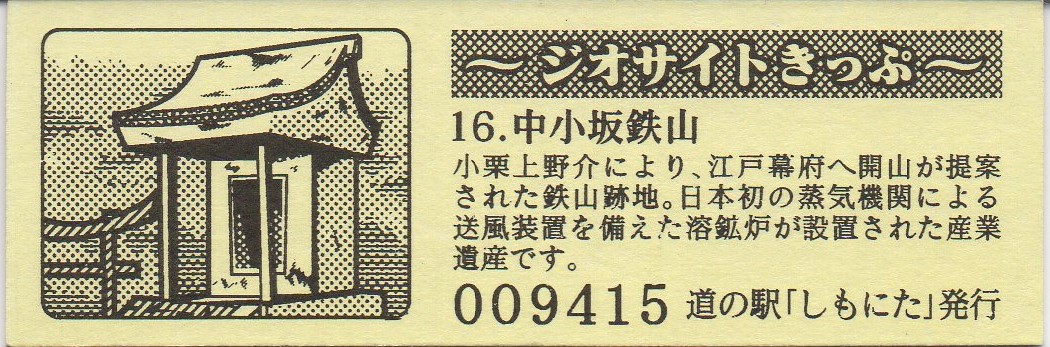 ～ジオサイトきっぷ～
16.中小坂鉄山
小栗上野介により、江戸幕府へ開山が提案
された鉄山跡地。日本初の蒸気機関による
送風装置を備えた溶鉱炉が設置された産業
遺産です。
009415 道の駅「しもにた」発行